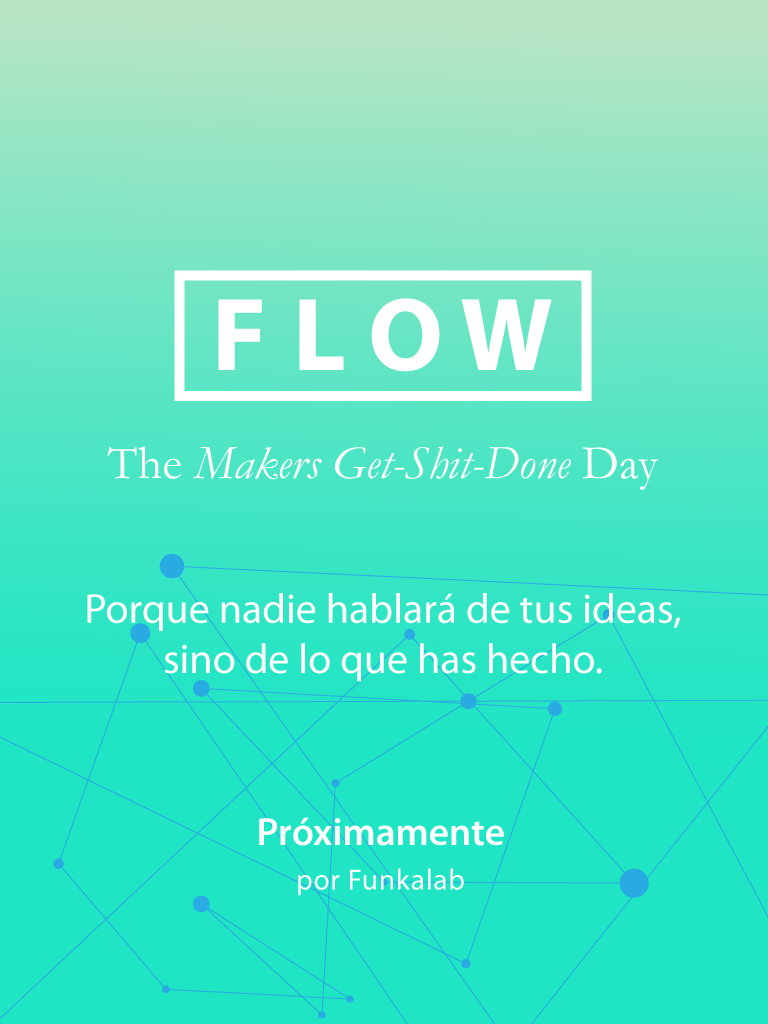 FLOW
The Makers Get-Shit-Done Day
Porque nadie hablará de tus ideas,
sino de lo que has hecho.
Próximamente
por Funkalab